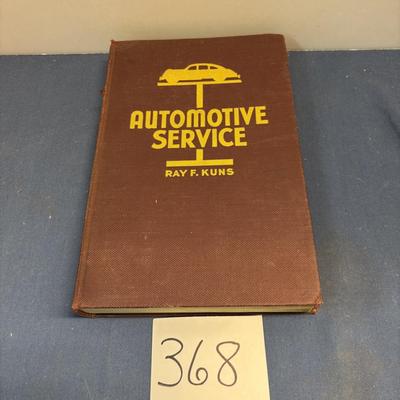 AUTOMOTIVE
SERVICE
RAY F. KUNS
368